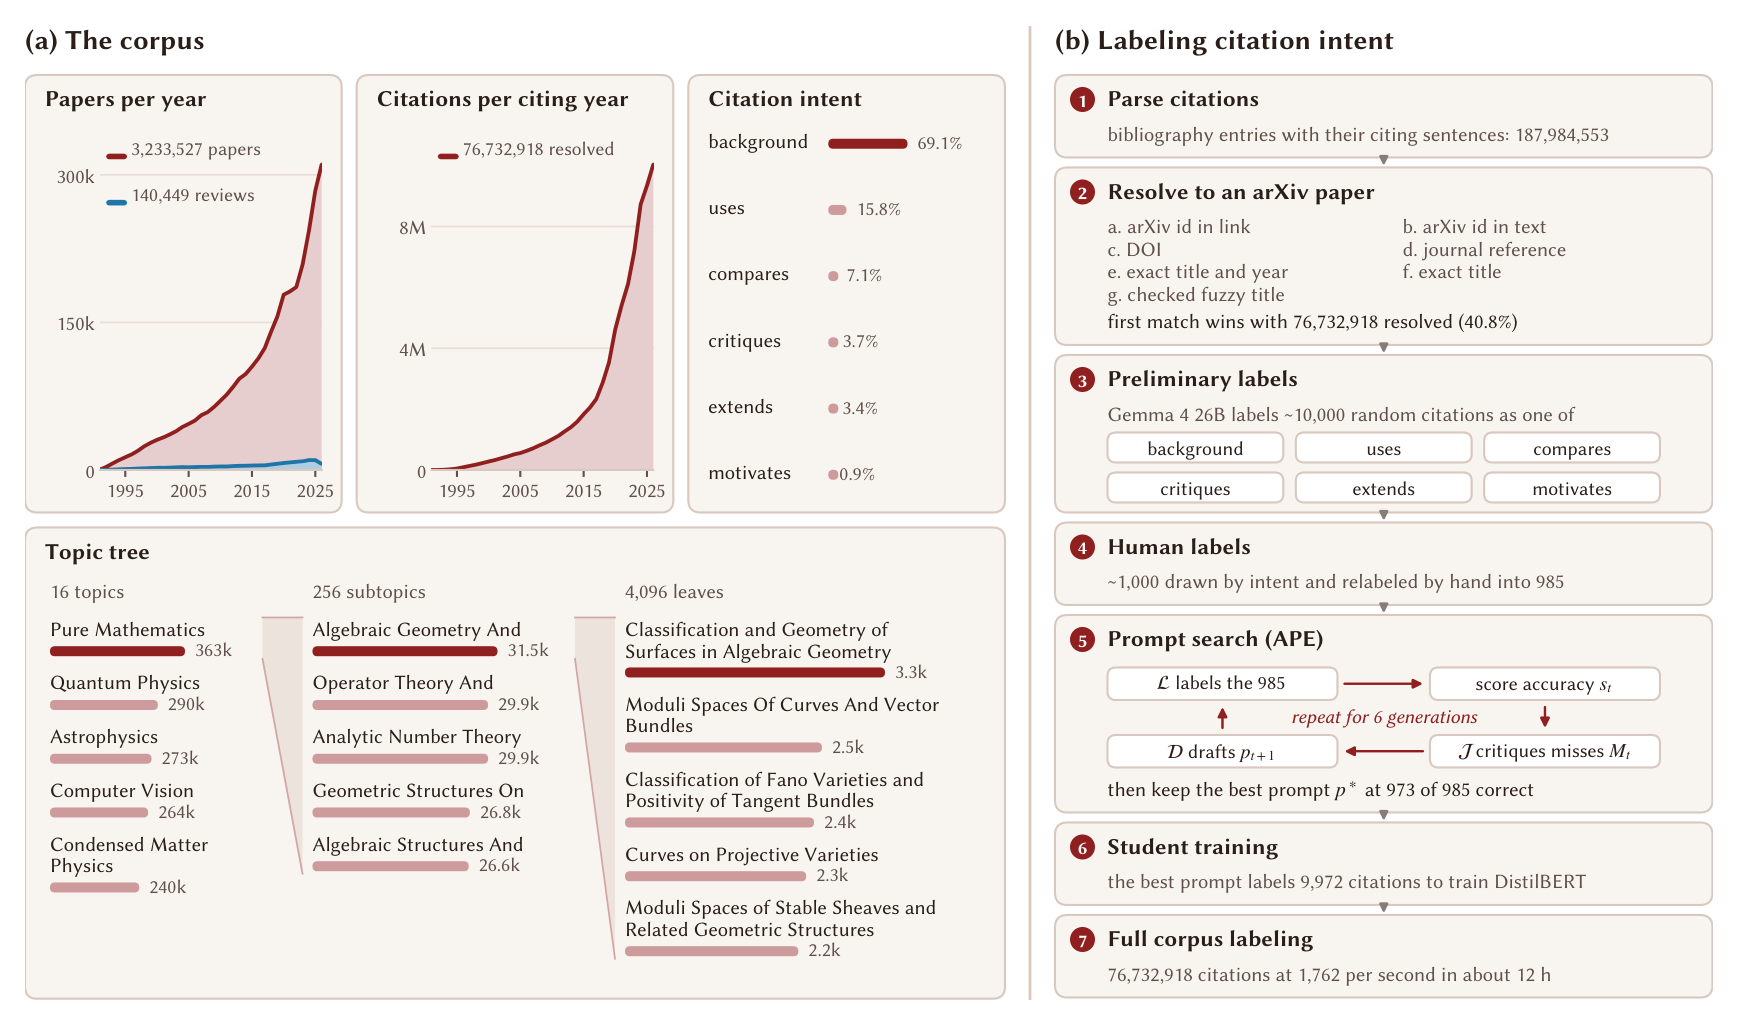 (a) The corpus
Papers per year
3,233,527 papers
140,449 reviews
300k
150k
0
1995 2005 2015 2025
Citations per citing year
76,732,918 resolved
8M
4M
0
1995 2005 2015 2025
Citation intent
background 69.1%
uses 15.8%
compares 7.1%
critiques 3.7%
extends 3.4%
motivates 0.9%
Topic tree
16 topics
Pure Mathematics
363k
Quantum Physics
290k
Astrophysics
273k
Computer Vision
264k
Condensed Matter
Physics
240k
256 subtopics
Algebraic Geometry And
31.5k
Operator Theory And
29.9k
Analytic Number Theory
29.9k
Geometric Structures On
26.8k
Algebraic Structures And
26.6k
4,096 leaves
Classification and Geometry of
Surfaces in Algebraic Geometry
3.3k
Moduli Spaces Of Curves And Vector
Bundles
2.5k
Classification of Fano Varieties and
Positivity of Tangent Bundles
2.4k
Curves on Projective Varieties
2.3k
Moduli Spaces of Stable Sheaves and
Related Geometric Structures
2.2k
(b) Labeling citation intent
1 Parse citations
bibliography entries with their citing sentences: 187,984,553
2 Resolve to an arXiv paper
a. arXiv id in link b. arXiv id in text
c. DOI d. journal reference
e. exact title and year f. exact title
g. checked fuzzy title
first match wins with 76,732,918 resolved (40.8%)
3 Preliminary labels
Gemma 4 26B labels ~10,000 random citations as one of
background uses compares
critiques extends motivates
4 Human labels
~1,000 drawn by intent and relabeled by hand into 985
5 Prompt search (APE)
ℒ labels the 985 score accuracy sₜ
repeat for 6 generations
𝒟 drafts pₜ₊₁ 𝒥 critiques misses Mₜ
then keep the best prompt p* at 973 of 985 correct
6 Student training
the best prompt labels 9,972 citations to train DistilBERT
7 Full corpus labeling
76,732,918 citations at 1,762 per second in about 12 h